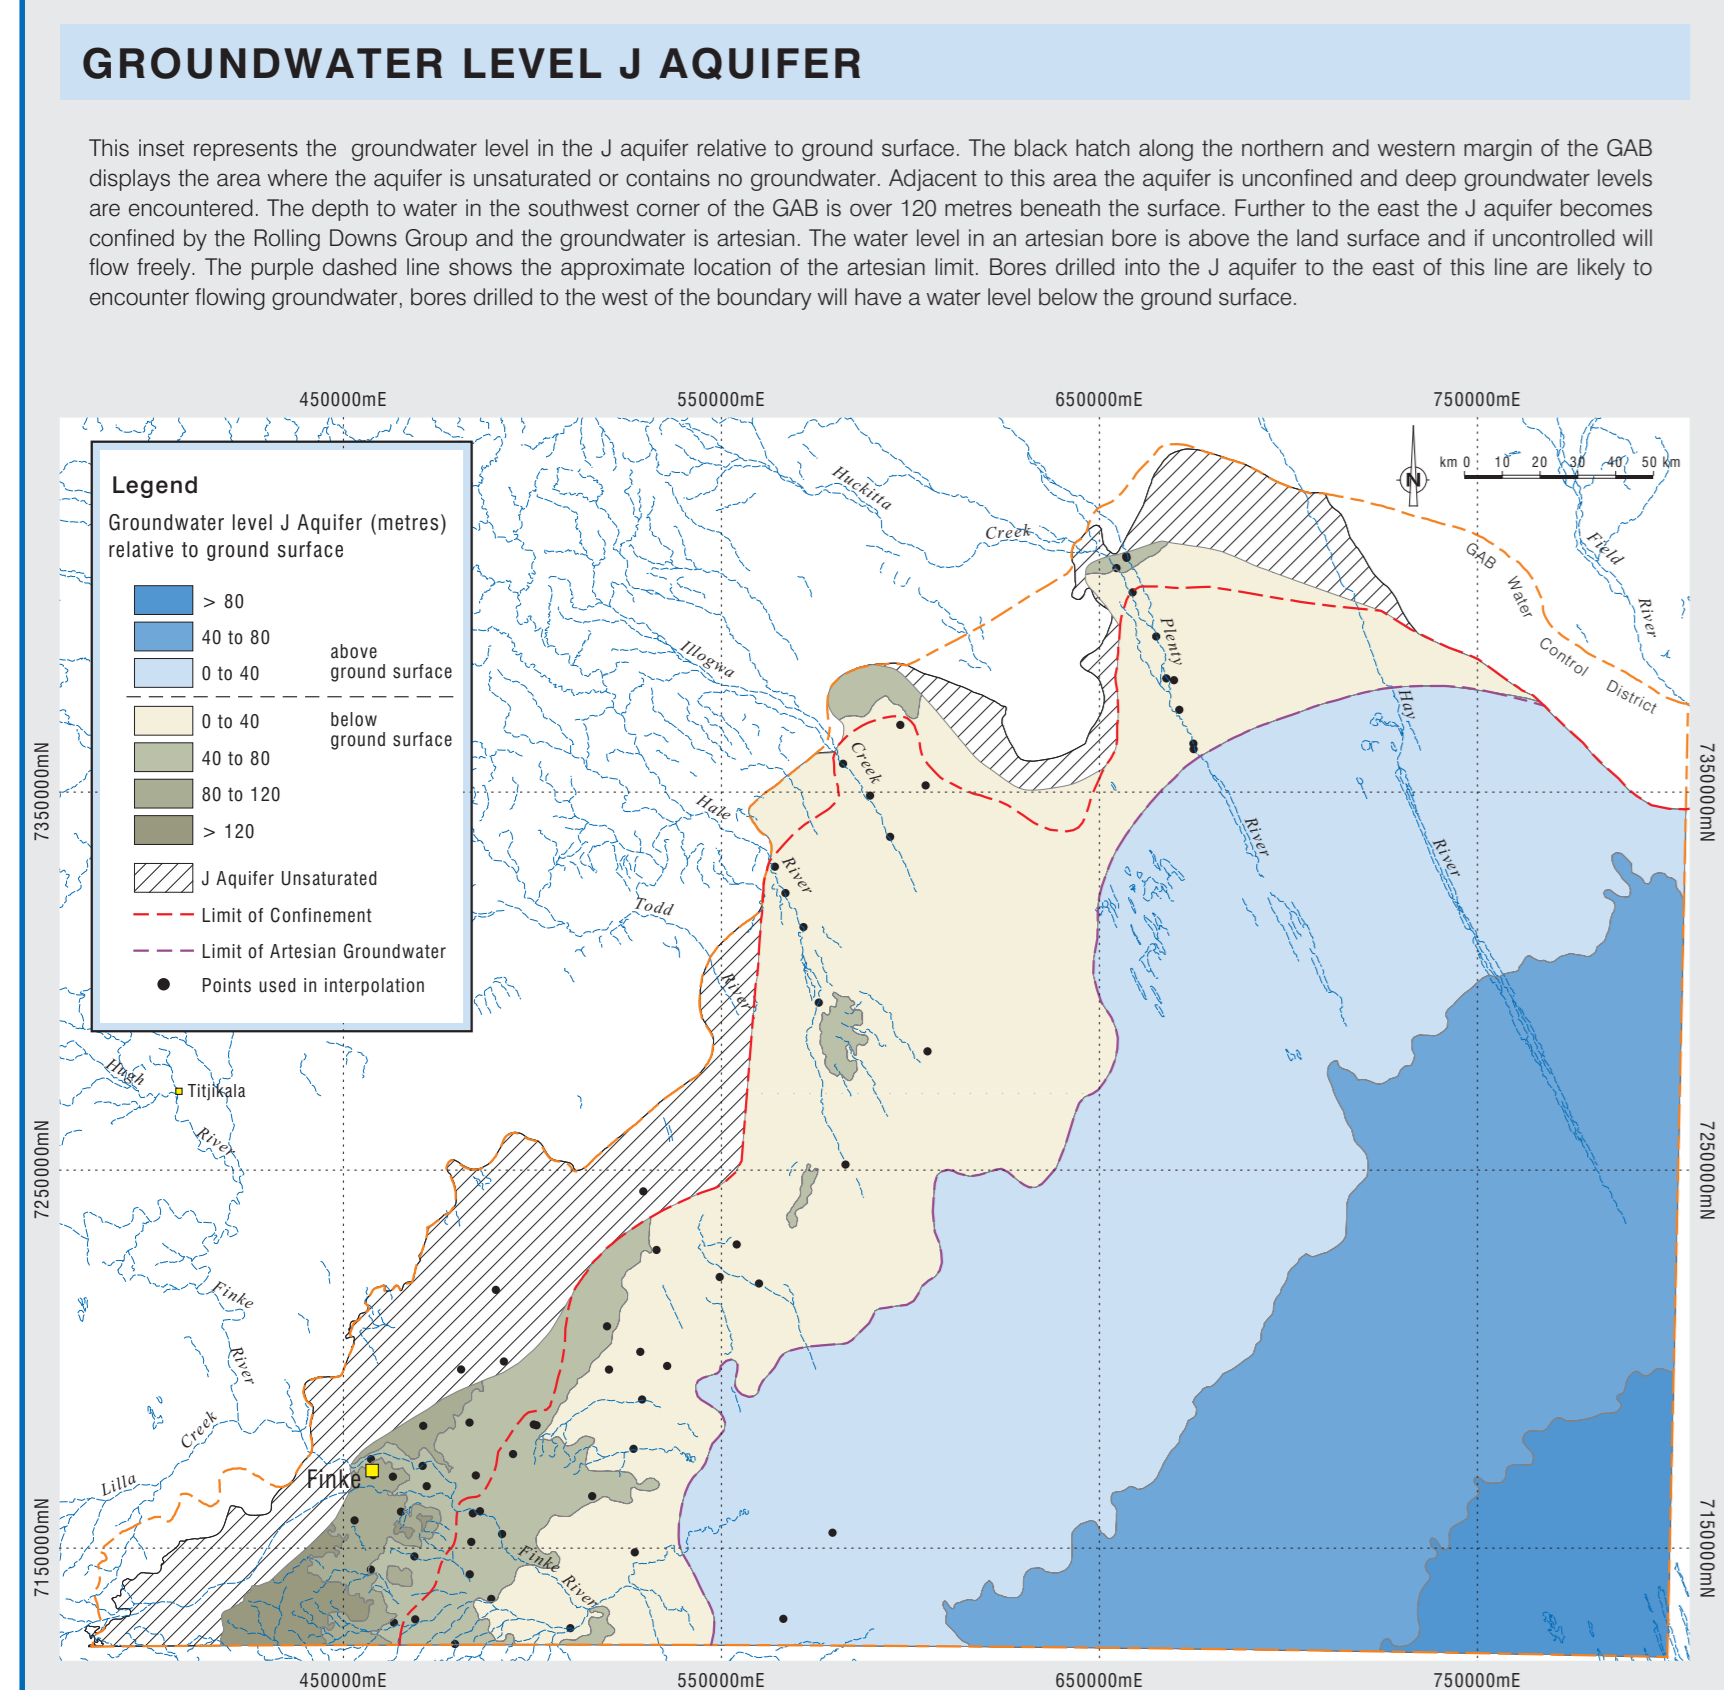 GROUNDWATER LEVEL J AQUIFER
This inset represents the groundwater level in the J aquifer relative to ground surface. The black hatch along the northern and western margin of the GAB
displays the area where the aquifer is unsaturated or contains no groundwater. Adjacent to this area the aquifer is unconfined and deep groundwater levels
are encountered. The depth to water in the southwest corner of the GAB is over 120 metres beneath the surface. Further to the east the J aquifer becomes
confined by the Rolling Downs Group and the groundwater is artesian. The water level in an artesian bore is above the land surface and if uncontrolled will
flow freely. The purple dashed line shows the approximate location of the artesian limit. Bores drilled into the J aquifer to the east of this line are likely to
encounter flowing groundwater, bores drilled to the west of the boundary will have a water level below the ground surface.
450000mE 550000mE 650000mE 750000mE
km 0 10 20 30 40 50 km
N
Legend
Groundwater level J Aquifer (metres)
relative to ground surface
> 80
40 to 80
0 to 40
above
ground surface
0 to 40
below
ground surface
40 to 80
80 to 120
> 120
J Aquifer Unsaturated
Limit of Confinement
Limit of Artesian Groundwater
Points used in interpolation
Huckitta
Creek
Field
River
GAB
Water
Control
District
Plenty
River
Hay
River
Illogwa
Creek
Hale
River
Todd
River
7350000mN
7350000mN
Hugh
Titjikala
River
7250000mN
7250000mN
Finke
River
Creek
Lilla
Finke
Finke River
7150000mN
7150000mN
450000mE 550000mE 650000mE 750000mE